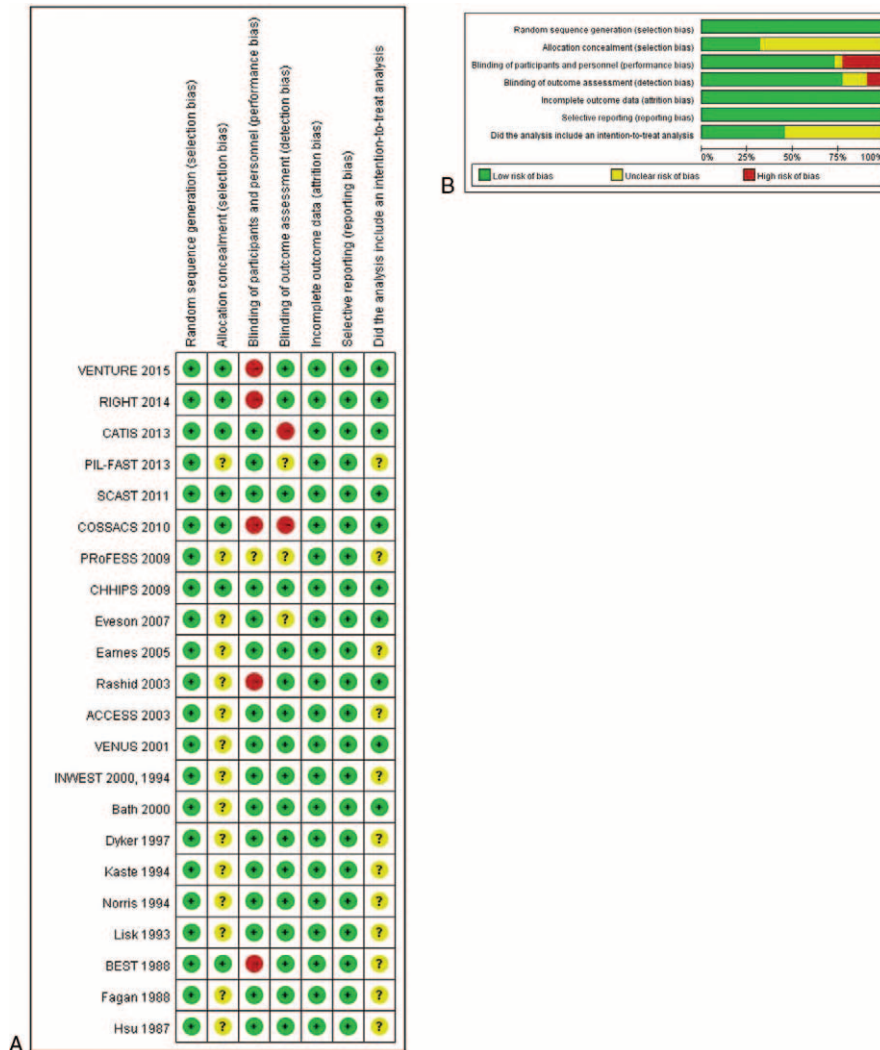 Random sequence generation (selection bias)
Allocation concealment (selection bias)
Blinding of participants and personnel (performance bias)
Blinding of outcome assessment (detection bias)
Incomplete outcome data (attrition bias)
Selective reporting (reporting bias)
Did the analysis include an intention-to-treat analysis
VENTURE 2015 + + - + + + +
RIGHT 2014 + + - + + + +
CATIS 2013 + + + - + + +
PIL-FAST 2013 + ? + ? + + ?
SCAST 2011 + + + + + + +
COSSACS 2010 + + - - + + +
PRoFESS 2009 + ? ? ? + + ?
CHHIPS 2009 + + + + + + +
Eveson 2007 + ? + ? + + +
Eames 2005 + ? + + + + ?
Rashid 2003 + ? - + + + +
ACCESS 2003 + ? + + + + ?
VENUS 2001 + ? + + + + +
INWEST 2000, 1994 + ? + + + + ?
Bath 2000 + ? + + + + +
Dyker 1997 + ? + + + + ?
Kaste 1994 + ? + + + + ?
Norris 1994 + ? + + + + ?
Lisk 1993 + ? + + + + ?
BEST 1988 + + - + + + ?
Fagan 1988 + ? + + + + ?
Hsu 1987 + ? + + + + ?
A
Random sequence generation (selection bias)
Allocation concealment (selection bias)
Blinding of participants and personnel (performance bias)
Blinding of outcome assessment (detection bias)
Incomplete outcome data (attrition bias)
Selective reporting (reporting bias)
Did the analysis include an intention-to-treat analysis
0% 25% 50% 75% 100%
Low risk of bias Unclear risk of bias High risk of bias
B